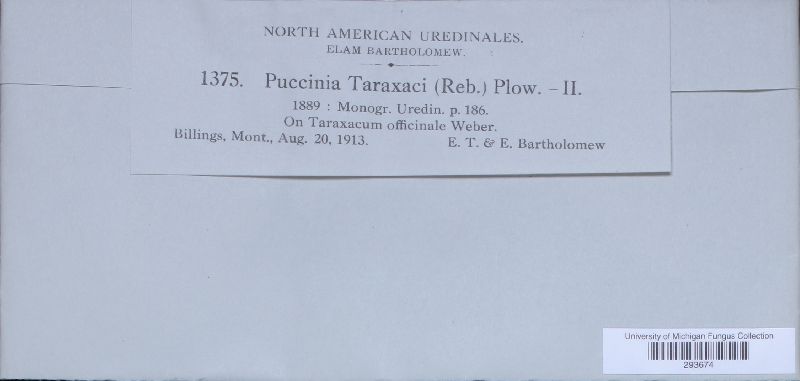 NORTH AMERICAN UREDINALES.
ELAM BARTHOLOMEW.
1375. Puccinia Taraxaci (Reb.) Plow. – II.
1889 : Monogr. Uredin. p. 186.
On Taraxacum officinale Weber.
Billings, Mont., Aug. 20, 1913. E. T. & E. Bartholomew
University of Michigan Fungus Collection
293674